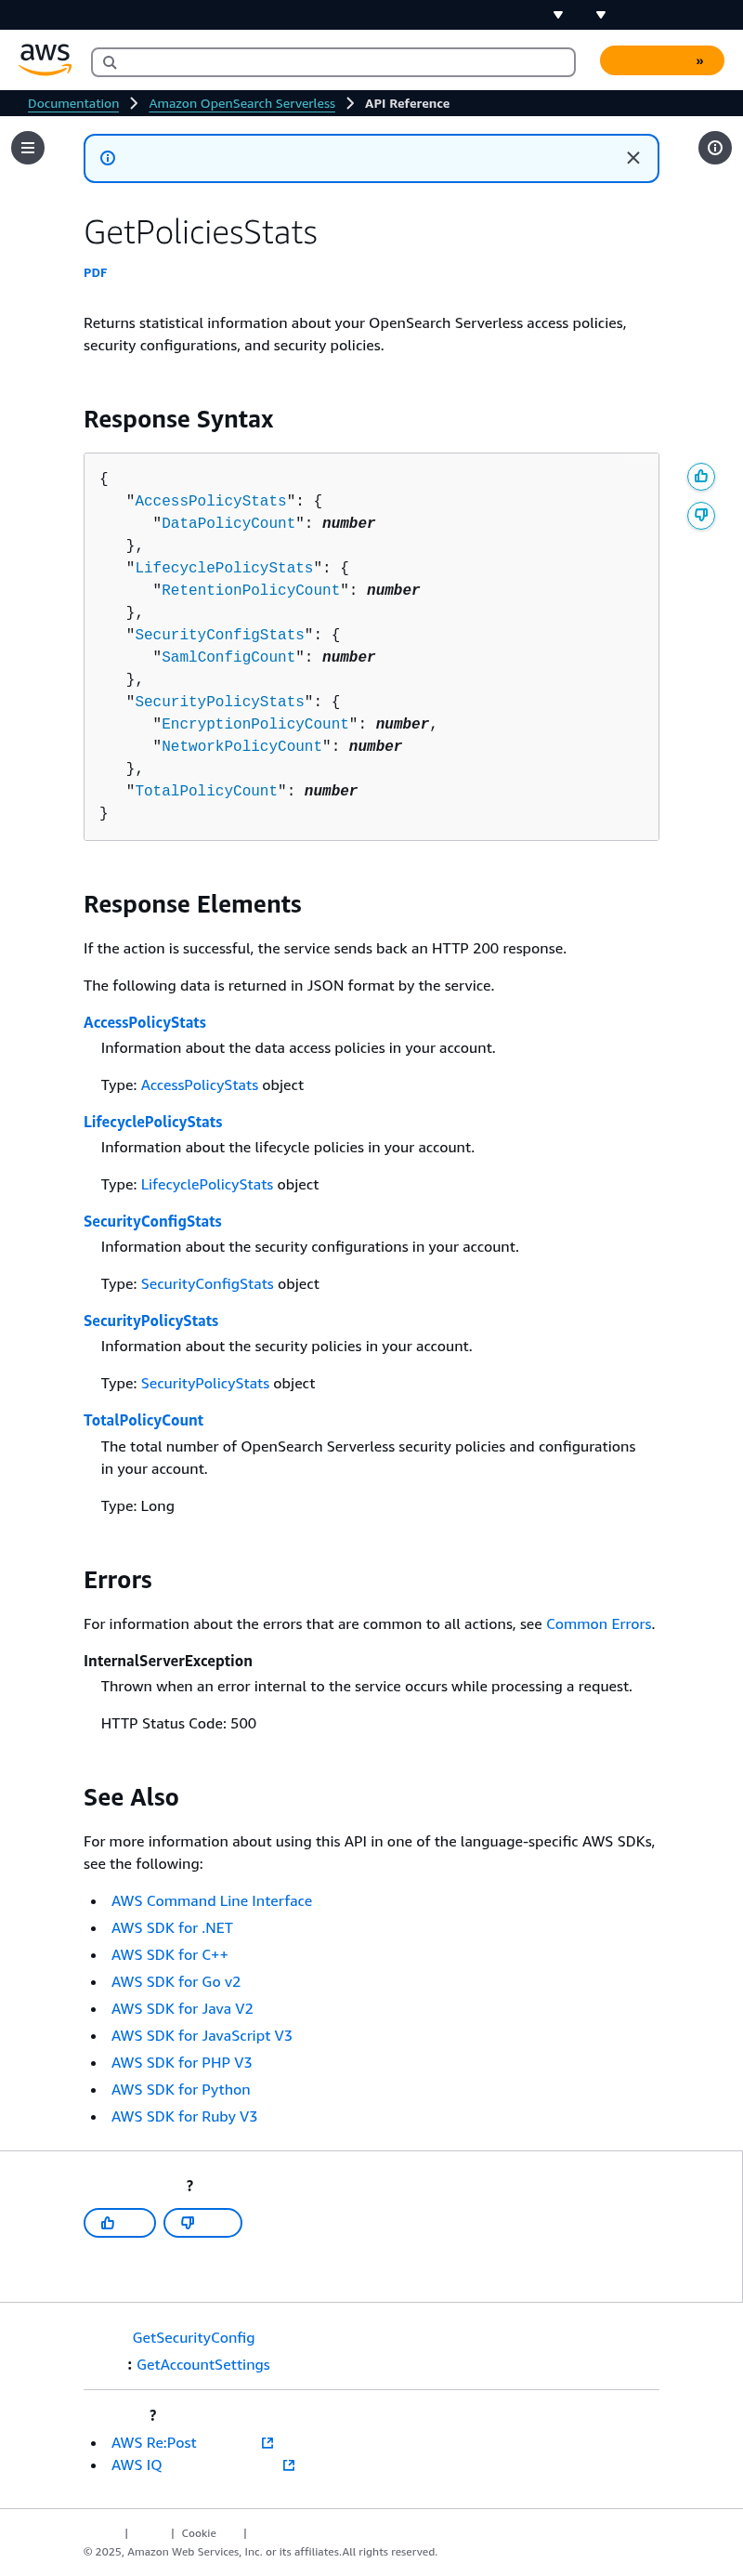 aws
»
Documentation > Amazon OpenSearch Serverless > API Reference
GetPoliciesStats
PDF
Returns statistical information about your OpenSearch Serverless access policies,
security configurations, and security policies.
Response Syntax
{
   "AccessPolicyStats": {
      "DataPolicyCount": number
   },
   "LifecyclePolicyStats": {
      "RetentionPolicyCount": number
   },
   "SecurityConfigStats": {
      "SamlConfigCount": number
   },
   "SecurityPolicyStats": {
      "EncryptionPolicyCount": number,
      "NetworkPolicyCount": number
   },
   "TotalPolicyCount": number
}
Response Elements
If the action is successful, the service sends back an HTTP 200 response.
The following data is returned in JSON format by the service.
AccessPolicyStats
Information about the data access policies in your account.
Type: AccessPolicyStats object
LifecyclePolicyStats
Information about the lifecycle policies in your account.
Type: LifecyclePolicyStats object
SecurityConfigStats
Information about the security configurations in your account.
Type: SecurityConfigStats object
SecurityPolicyStats
Information about the security policies in your account.
Type: SecurityPolicyStats object
TotalPolicyCount
The total number of OpenSearch Serverless security policies and configurations
in your account.
Type: Long
Errors
For information about the errors that are common to all actions, see Common Errors.
InternalServerException
Thrown when an error internal to the service occurs while processing a request.
HTTP Status Code: 500
See Also
For more information about using this API in one of the language-specific AWS SDKs,
see the following:
• AWS Command Line Interface
• AWS SDK for .NET
• AWS SDK for C++
• AWS SDK for Go v2
• AWS SDK for Java V2
• AWS SDK for JavaScript V3
• AWS SDK for PHP V3
• AWS SDK for Python
• AWS SDK for Ruby V3
?
GetSecurityConfig
: GetAccountSettings
?
• AWS Re:Post
• AWS IQ
| | Cookie |
© 2025, Amazon Web Services, Inc. or its affiliates.All rights reserved.